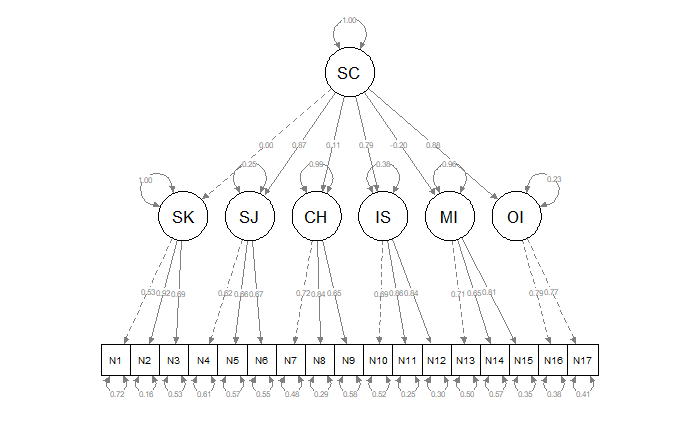 1.00
SC
0.00 0.87 0.11 0.79 -0.20 0.88
0.25 0.99 0.38 0.96
1.00 0.23
SK SJ CH IS MI OI
0.53 0.92 0.69 0.62 0.66 0.67 0.72 0.84 0.65 0.69 0.86 0.84 0.71 0.65 0.81 0.79 0.77
N1 N2 N3 N4 N5 N6 N7 N8 N9 N10 N11 N12 N13 N14 N15 N16 N17
0.72 0.16 0.53 0.61 0.57 0.55 0.48 0.29 0.58 0.52 0.25 0.30 0.50 0.57 0.35 0.38 0.41